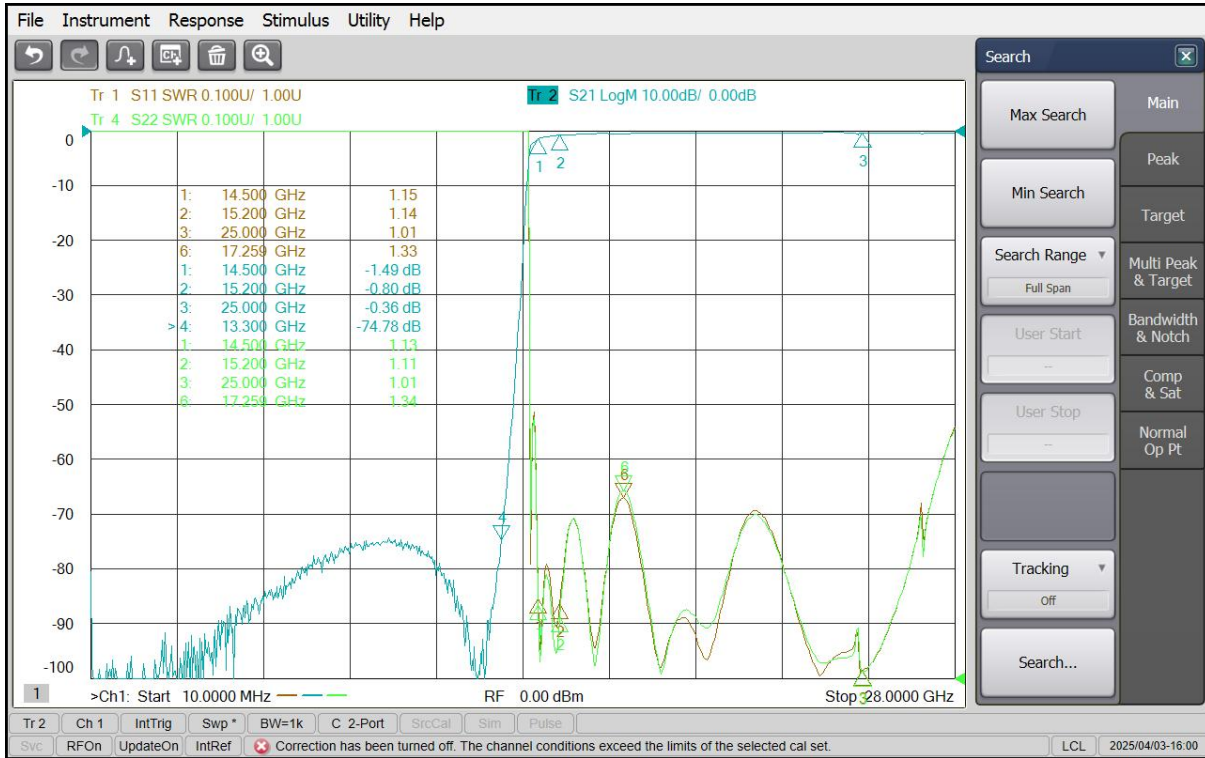 File Instrument Response Stimulus Utility Help
Tr 1 S11 SWR 0.100U/ 1.00U
Tr 2 S21 LogM 10.00dB/ 0.00dB
Tr 4 S22 SWR 0.100U/ 1.00U
0
-10
-20
-30
-40
-50
-60
-70
-80
-90
-100
1: 14.500 GHz 1.15
2: 15.200 GHz 1.14
3: 25.000 GHz 1.01
6: 17.259 GHz 1.33
1: 14.500 GHz -1.49 dB
2: 15.200 GHz -0.80 dB
3: 25.000 GHz -0.36 dB
>4: 13.300 GHz -74.78 dB
1: 14.500 GHz 1.13
2: 15.200 GHz 1.11
3: 25.000 GHz 1.01
6: 17.259 GHz 1.34
1 2 3
4
6
6
2
2
3
1 >Ch1: Start 10.0000 MHz RF 0.00 dBm Stop 28.0000 GHz
Search
Max Search
Min Search
Search Range
Full Span
User Start
--
User Stop
--
Tracking
Off
Search...
Main
Peak
Target
Multi Peak
& Target
Bandwidth
& Notch
Comp
& Sat
Normal
Op Pt
Tr 2 Ch 1 IntTrig Swp * BW=1k C 2-Port SrcCal Sim Pulse
Svc RFOn UpdateOn IntRef Correction has been turned off. The channel conditions exceed the limits of the selected cal set. LCL 2025/04/03-16:00